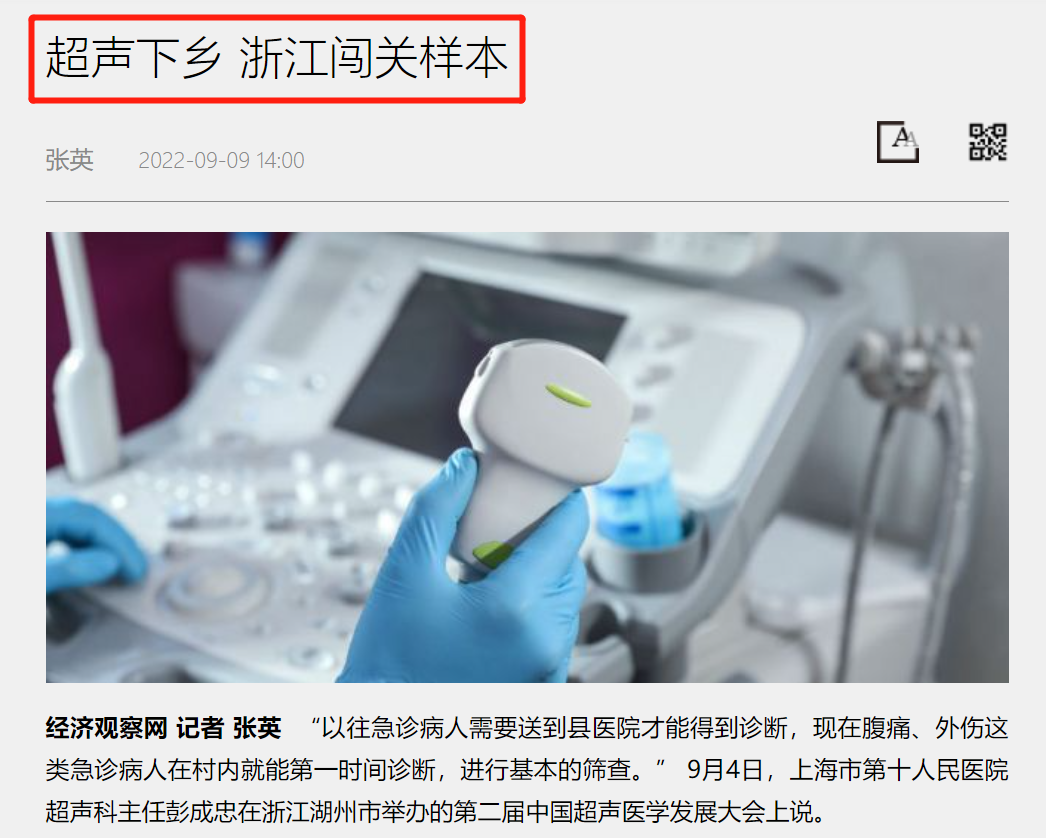 超声下乡 浙江闯关样本
张英 2022-09-09 14:00
经济观察网 记者 张英 “以往急诊病人需要送到县医院才能得到诊断，现在腹痛、外伤这
类急诊病人在村内就能第一时间诊断，进行基本的筛查。” 9月4日，上海市第十人民医院
超声科主任彭成忠在浙江湖州市举办的第二届中国超声医学发展大会上说。